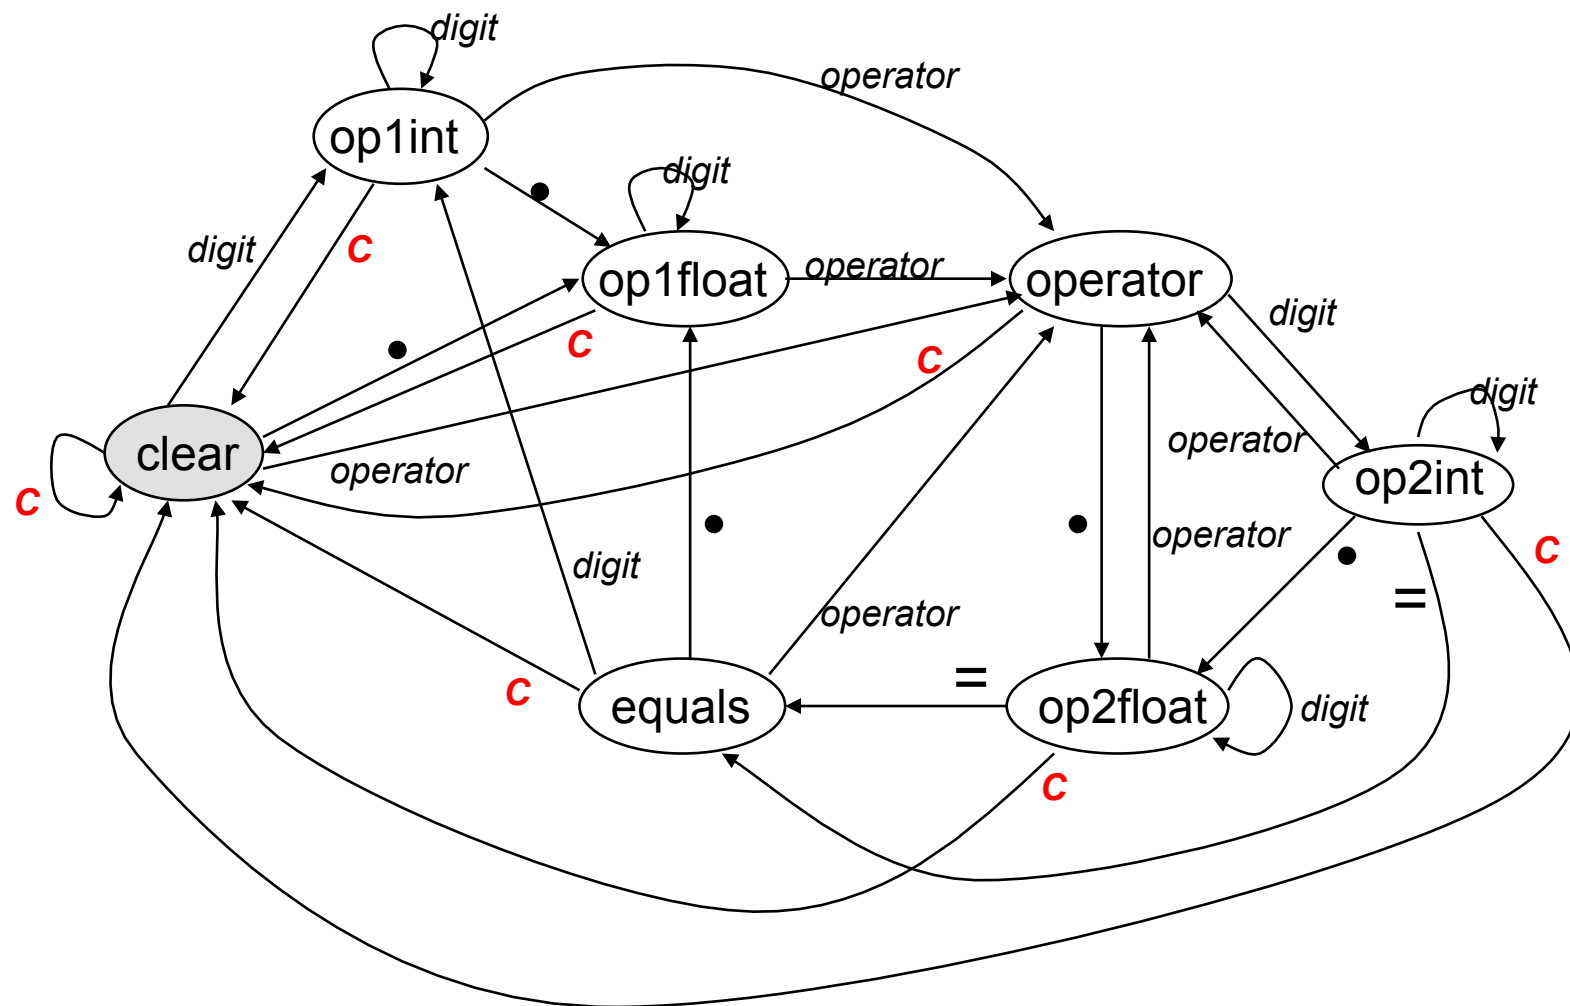 digit
operator
op1int
digit
•
digit
C
op1float
operator
operator
digit
•
C
C
digit
clear
operator
operator
op2int
C
•
•
operator
•
C
digit
=
operator
=
C
equals
op2float
digit
C